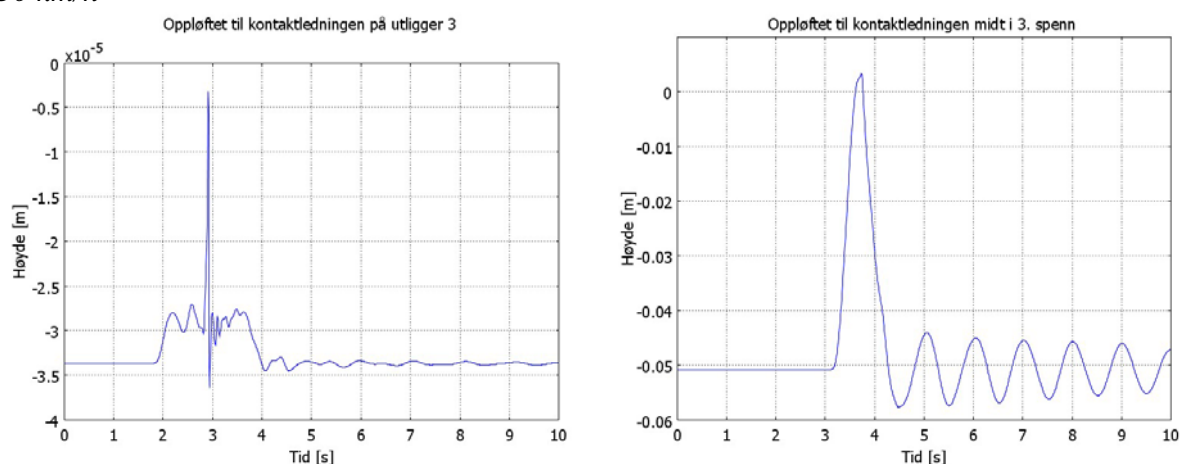 Oppløftet til kontaktledningen på utligger 3
x10^-5
0
-0.5
-1
-1.5
-2
-2.5
-3
-3.5
-4
Høyde [m]
0 1 2 3 4 5 6 7 8 9 10
Tid [s]
Oppløftet til kontaktledningen midt i 3. spenn
0
-0.01
-0.02
-0.03
-0.04
-0.05
-0.06
Høyde [m]
0 1 2 3 4 5 6 7 8 9 10
Tid [s]